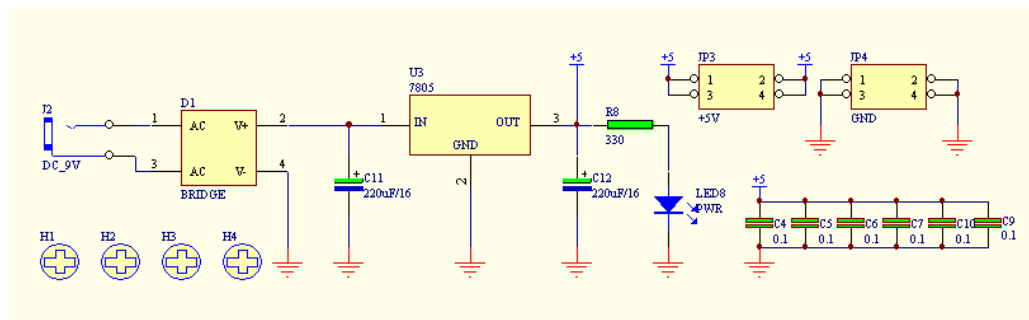 J2
DC_9V
D1
1 AC V+ 2
3 AC V- 4
BRIDGE
C11
220uF/16
U3
7805
1 IN OUT 3
GND
2
+5
C12
220uF/16
R8
330
LED8
PWR
+5 JP3 +5
1 2
3 4
+5V
JP4
1 2
3 4
GND
+5
C4 C5 C6 C7 C10 C9
0.1 0.1 0.1 0.1 0.1 0.1
H1 H2 H3 H4